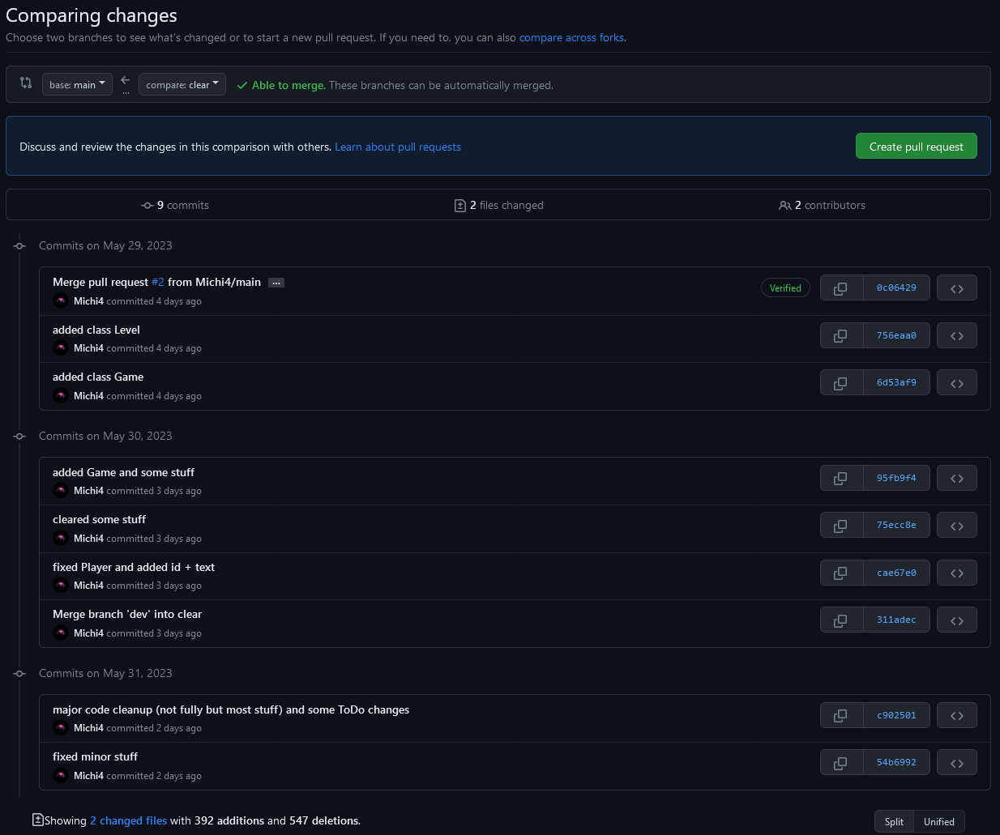 Comparing changes
Choose two branches to see what's changed or to start a new pull request. If you need to, you can also compare across forks.
base: main ... compare: clear Able to merge. These branches can be automatically merged.
Discuss and review the changes in this comparison with others. Learn about pull requests Create pull request
9 commits 2 files changed 2 contributors
Commits on May 29, 2023
Merge pull request #2 from Michi4/main ...
Verified 0c06429
Michi4 committed 4 days ago
added class Level
756eaa0
Michi4 committed 4 days ago
added class Game
6d53af9
Michi4 committed 4 days ago
Commits on May 30, 2023
added Game and some stuff
95fb9f4
Michi4 committed 3 days ago
cleared some stuff
75ecc8e
Michi4 committed 3 days ago
fixed Player and added id + text
cae67e0
Michi4 committed 3 days ago
Merge branch 'dev' into clear
311adec
Michi4 committed 3 days ago
Commits on May 31, 2023
major code cleanup (not fully but most stuff) and some ToDo changes
c902501
Michi4 committed 2 days ago
fixed minor stuff
54b6992
Michi4 committed 2 days ago
Showing 2 changed files with 392 additions and 547 deletions.
Split Unified